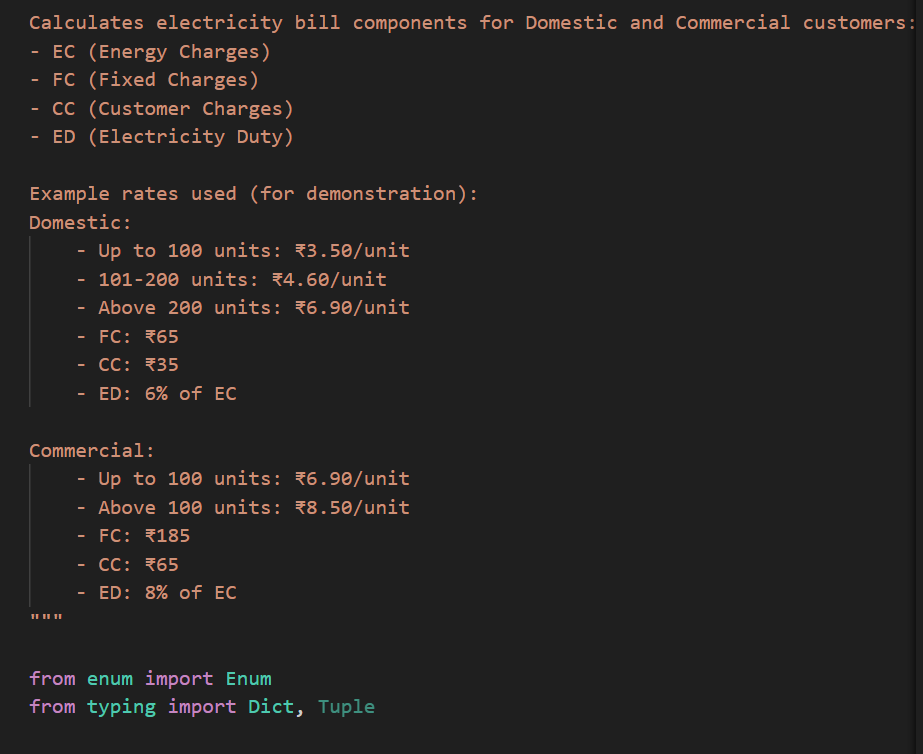 Calculates electricity bill components for Domestic and Commercial customers:
- EC (Energy Charges)
- FC (Fixed Charges)
- CC (Customer Charges)
- ED (Electricity Duty)
Example rates used (for demonstration):
Domestic:
- Up to 100 units: ₹3.50/unit
- 101-200 units: ₹4.60/unit
- Above 200 units: ₹6.90/unit
- FC: ₹65
- CC: ₹35
- ED: 6% of EC
Commercial:
- Up to 100 units: ₹6.90/unit
- Above 100 units: ₹8.50/unit
- FC: ₹185
- CC: ₹65
- ED: 8% of EC
"""
from enum import Enum
from typing import Dict, Tuple